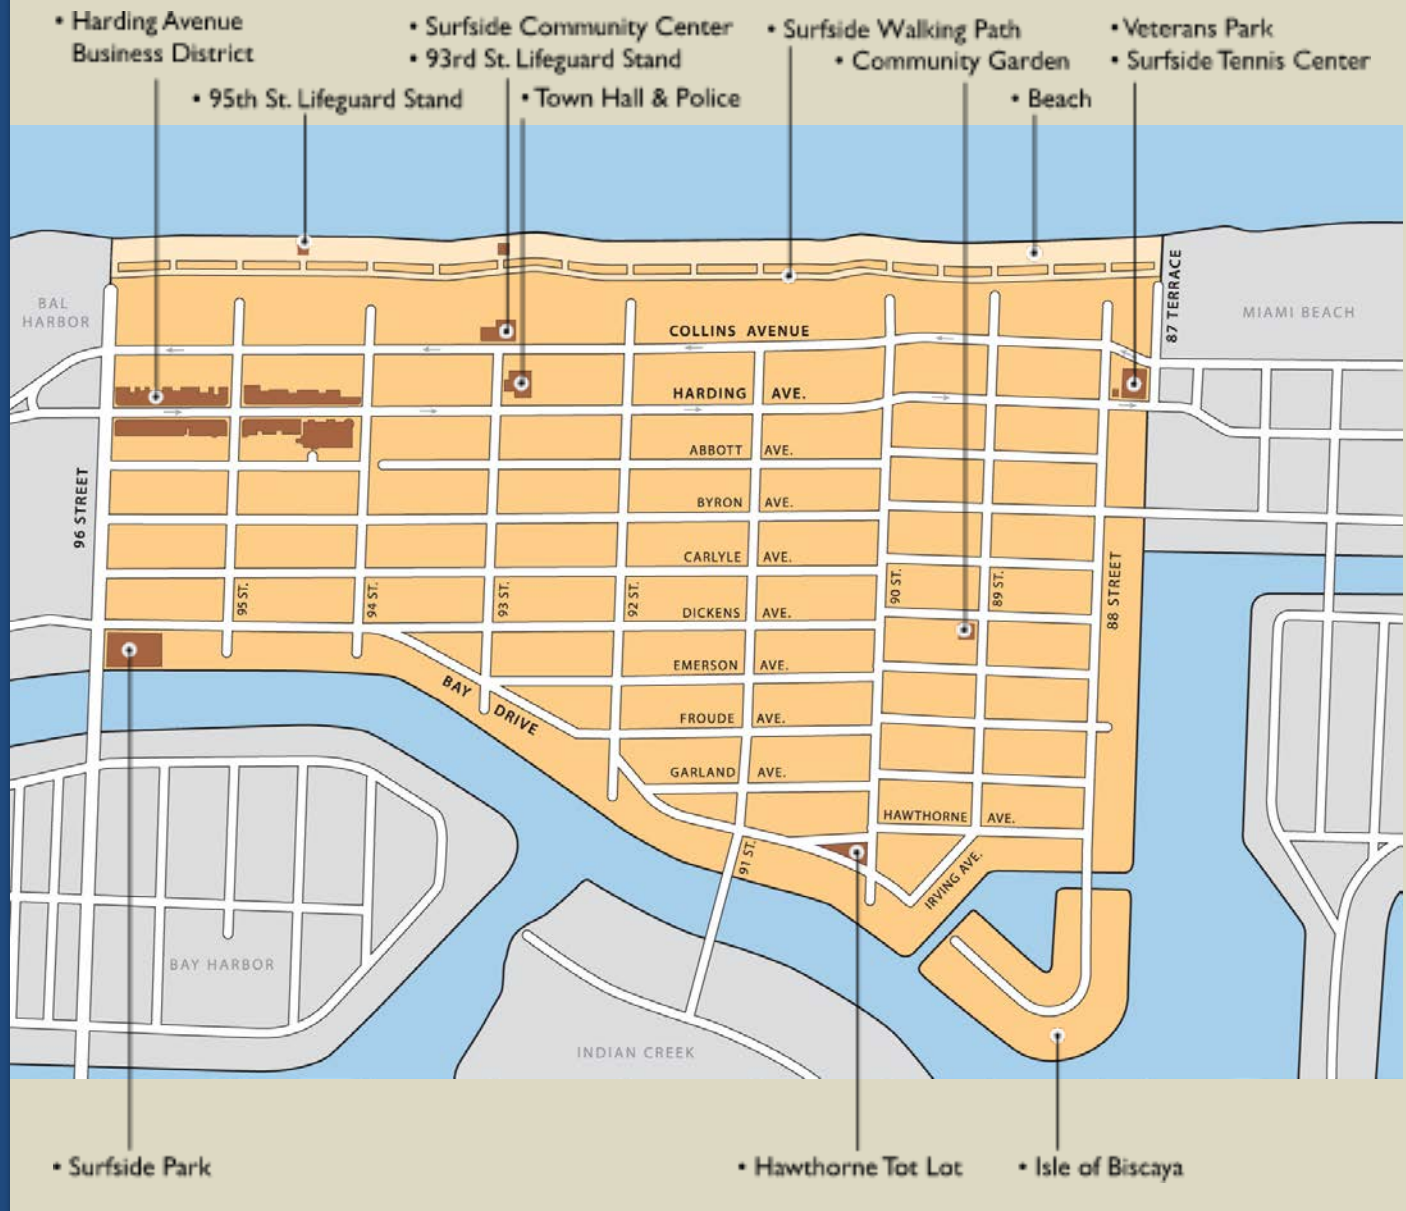 • Harding Avenue
Business District
• Surfside Community Center
• 93rd St. Lifeguard Stand
• Surfside Walking Path
• Community Garden
• Veterans Park
• Surfside Tennis Center
• 95th St. Lifeguard Stand
• Town Hall & Police
• Beach
BAL
HARBOR
87 TERRACE
MIAMI BEACH
COLLINS AVENUE
HARDING AVE.
ABBOTT AVE.
96 STREET
BYRON AVE.
CARLYLE AVE.
95 ST.
94 ST.
93 ST.
92 ST.
90 ST.
89 ST.
88 STREET
DICKENS AVE.
EMERSON AVE.
BAY DRIVE
FROUDE AVE.
GARLAND AVE.
HAWTHORNE AVE.
91 ST.
IRVING AVE.
BAY HARBOR
INDIAN CREEK
• Surfside Park
• Hawthorne Tot Lot
• Isle of Biscaya